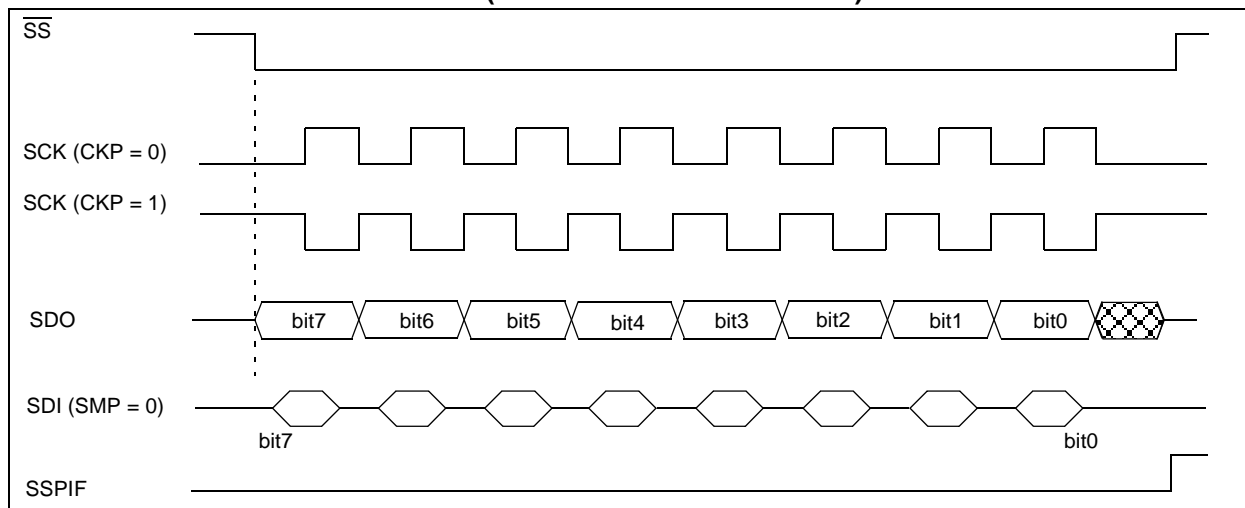 SS
SCK (CKP = 0)
SCK (CKP = 1)
SDO
bit7 bit6 bit5 bit4 bit3 bit2 bit1 bit0
SDI (SMP = 0)
bit7 bit0
SSPIF